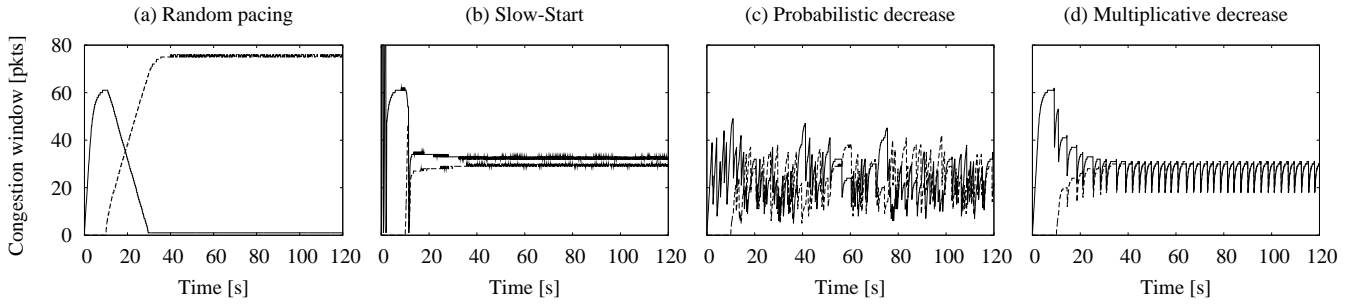 (a) Random pacing
(b) Slow-Start
(c) Probabilistic decrease
(d) Multiplicative decrease
Congestion window [pkts]
80
60
40
20
0
0 20 40 60 80 100 120
0 20 40 60 80 100 120
0 20 40 60 80 100 120
0 20 40 60 80 100 120
Time [s]
Time [s]
Time [s]
Time [s]